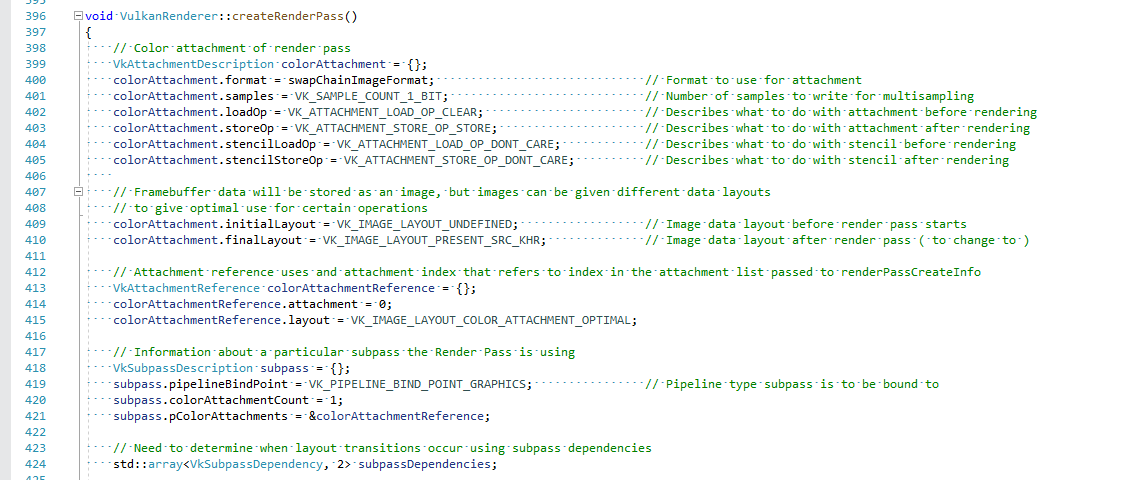 395
396 void VulkanRenderer::createRenderPass()
397 {
398 // Color attachment of render pass
399 VkAttachmentDescription colorAttachment = {};
400 colorAttachment.format = swapChainImageFormat; // Format to use for attachment
401 colorAttachment.samples = VK_SAMPLE_COUNT_1_BIT; // Number of samples to write for multisampling
402 colorAttachment.loadOp = VK_ATTACHMENT_LOAD_OP_CLEAR; // Describes what to do with attachment before rendering
403 colorAttachment.storeOp = VK_ATTACHMENT_STORE_OP_STORE; // Describes what to do with attachment after rendering
404 colorAttachment.stencilLoadOp = VK_ATTACHMENT_LOAD_OP_DONT_CARE; // Describes what to do with stencil before rendering
405 colorAttachment.stencilStoreOp = VK_ATTACHMENT_STORE_OP_DONT_CARE; // Describes what to do with stencil after rendering
406
407 // Framebuffer data will be stored as an image, but images can be given different data layouts
408 // to give optimal use for certain operations
409 colorAttachment.initialLayout = VK_IMAGE_LAYOUT_UNDEFINED; // Image data layout before render pass starts
410 colorAttachment.finalLayout = VK_IMAGE_LAYOUT_PRESENT_SRC_KHR; // Image data layout after render pass ( to change to )
411
412 // Attachment reference uses and attachment index that refers to index in the attachment list passed to renderPassCreateInfo
413 VkAttachmentReference colorAttachmentReference = {};
414 colorAttachmentReference.attachment = 0;
415 colorAttachmentReference.layout = VK_IMAGE_LAYOUT_COLOR_ATTACHMENT_OPTIMAL;
416
417 // Information about a particular subpass the Render Pass is using
418 VkSubpassDescription subpass = {};
419 subpass.pipelineBindPoint = VK_PIPELINE_BIND_POINT_GRAPHICS; // Pipeline type subpass is to be bound to
420 subpass.colorAttachmentCount = 1;
421 subpass.pColorAttachments = &colorAttachmentReference;
422
423 // Need to determine when layout transitions occur using subpass dependencies
424 std::array<VkSubpassDependency, 2> subpassDependencies;
425